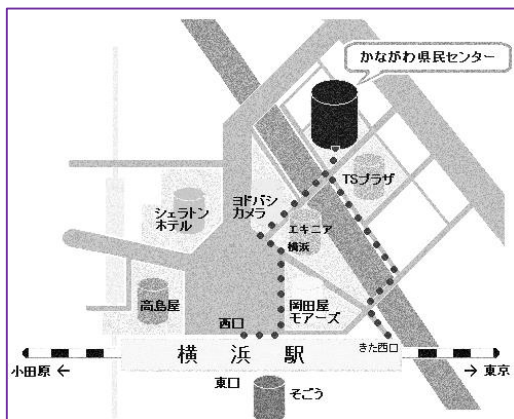 かながわ県民センター
TSプラザ
ヨドバシ
カメラ
シェラトン
ホテル
エキニア
横浜
高島屋
岡田屋
モアーズ
西口
きた西口
横浜駅
小田原 ←
→ 東京
東口
そごう